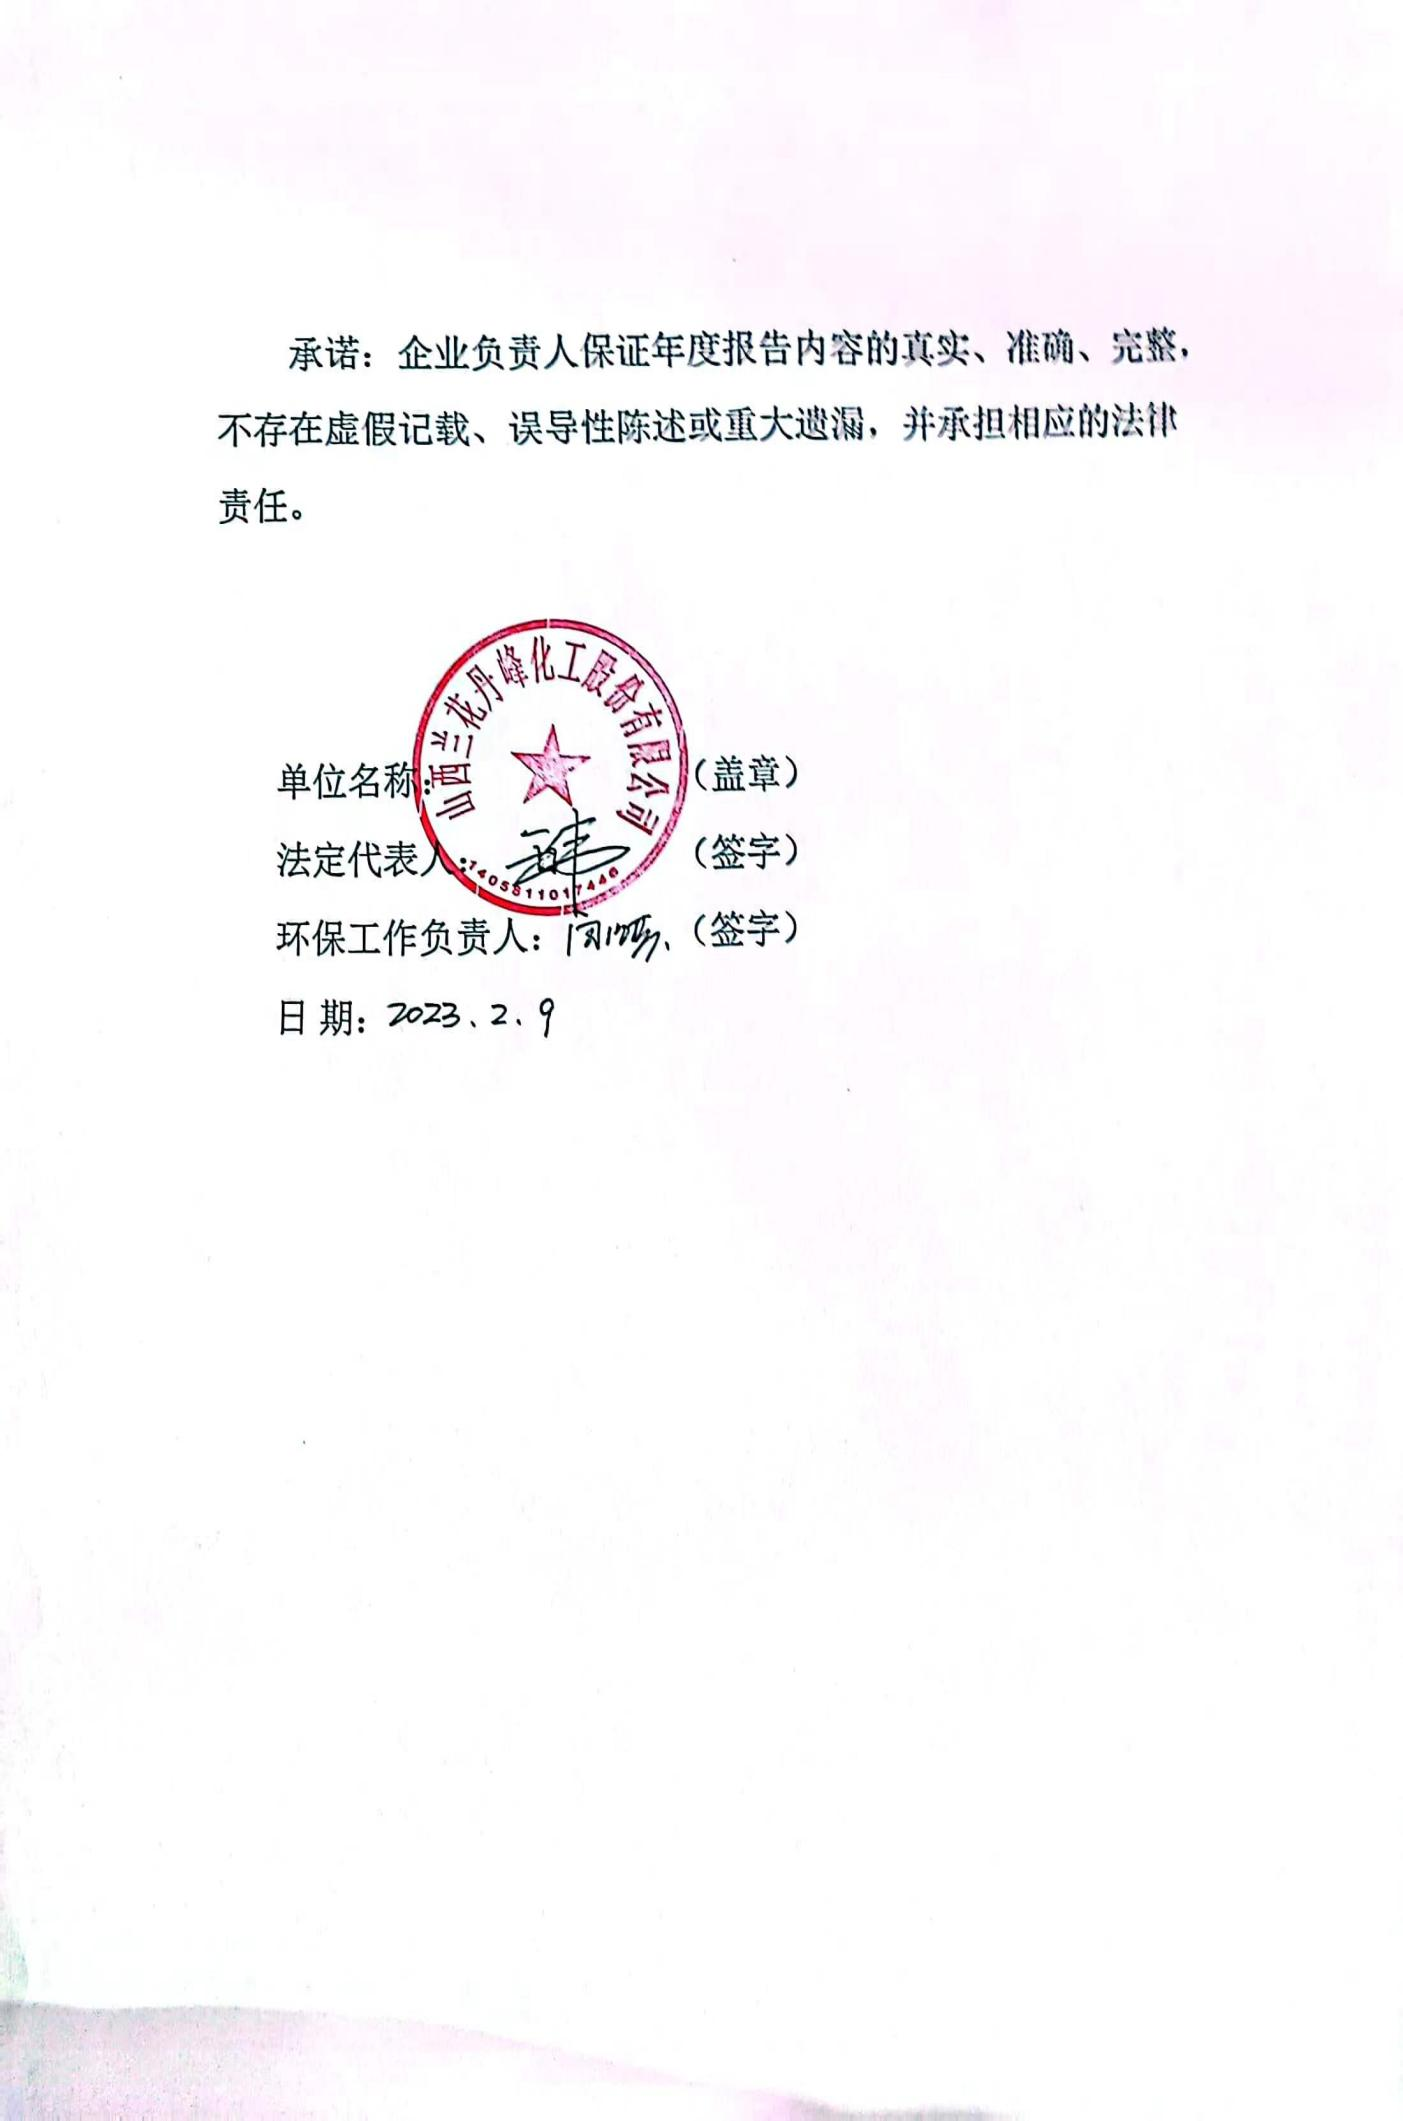 承诺：企业负责人保证年度报告内容的真实、准确、完整，
不存在虚假记载、误导性陈述或重大遗漏，并承担相应的法律
责任。
山西兰花丹峰化工股份有限公司
单位名称：（盖章）
法定代表人：（签字）
1405811017446
环保工作负责人：（签字）
日 期：2023、2、9